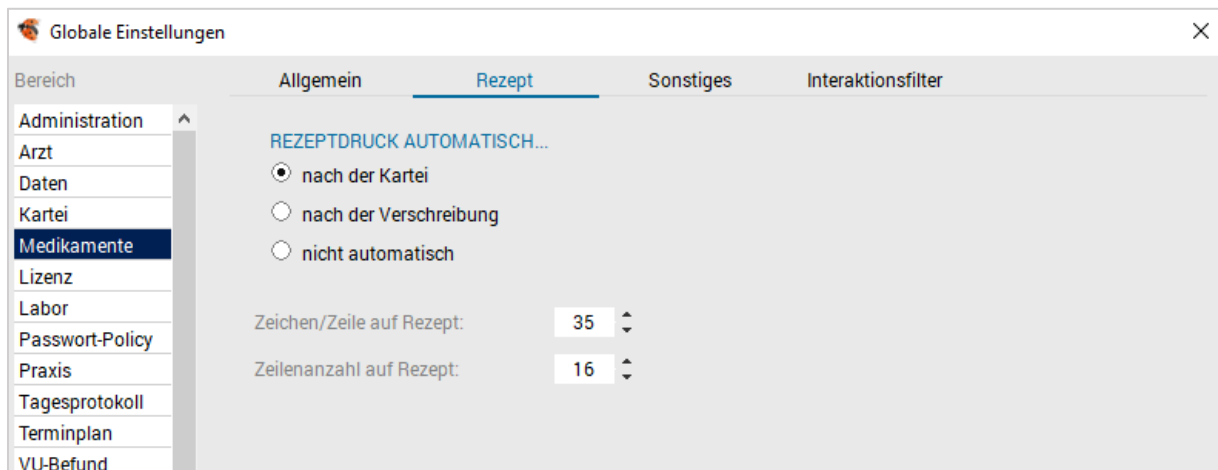 Globale Einstellungen
Bereich
Allgemein Rezept Sonstiges Interaktionsfilter
Administration
Arzt
Daten
Kartei
Medikamente
Lizenz
Labor
Passwort-Policy
Praxis
Tagesprotokoll
Terminplan
VU-Befund
REZEPTDRUCK AUTOMATISCH...
nach der Kartei
nach der Verschreibung
nicht automatisch
Zeichen/Zeile auf Rezept: 35
Zeilenanzahl auf Rezept: 16